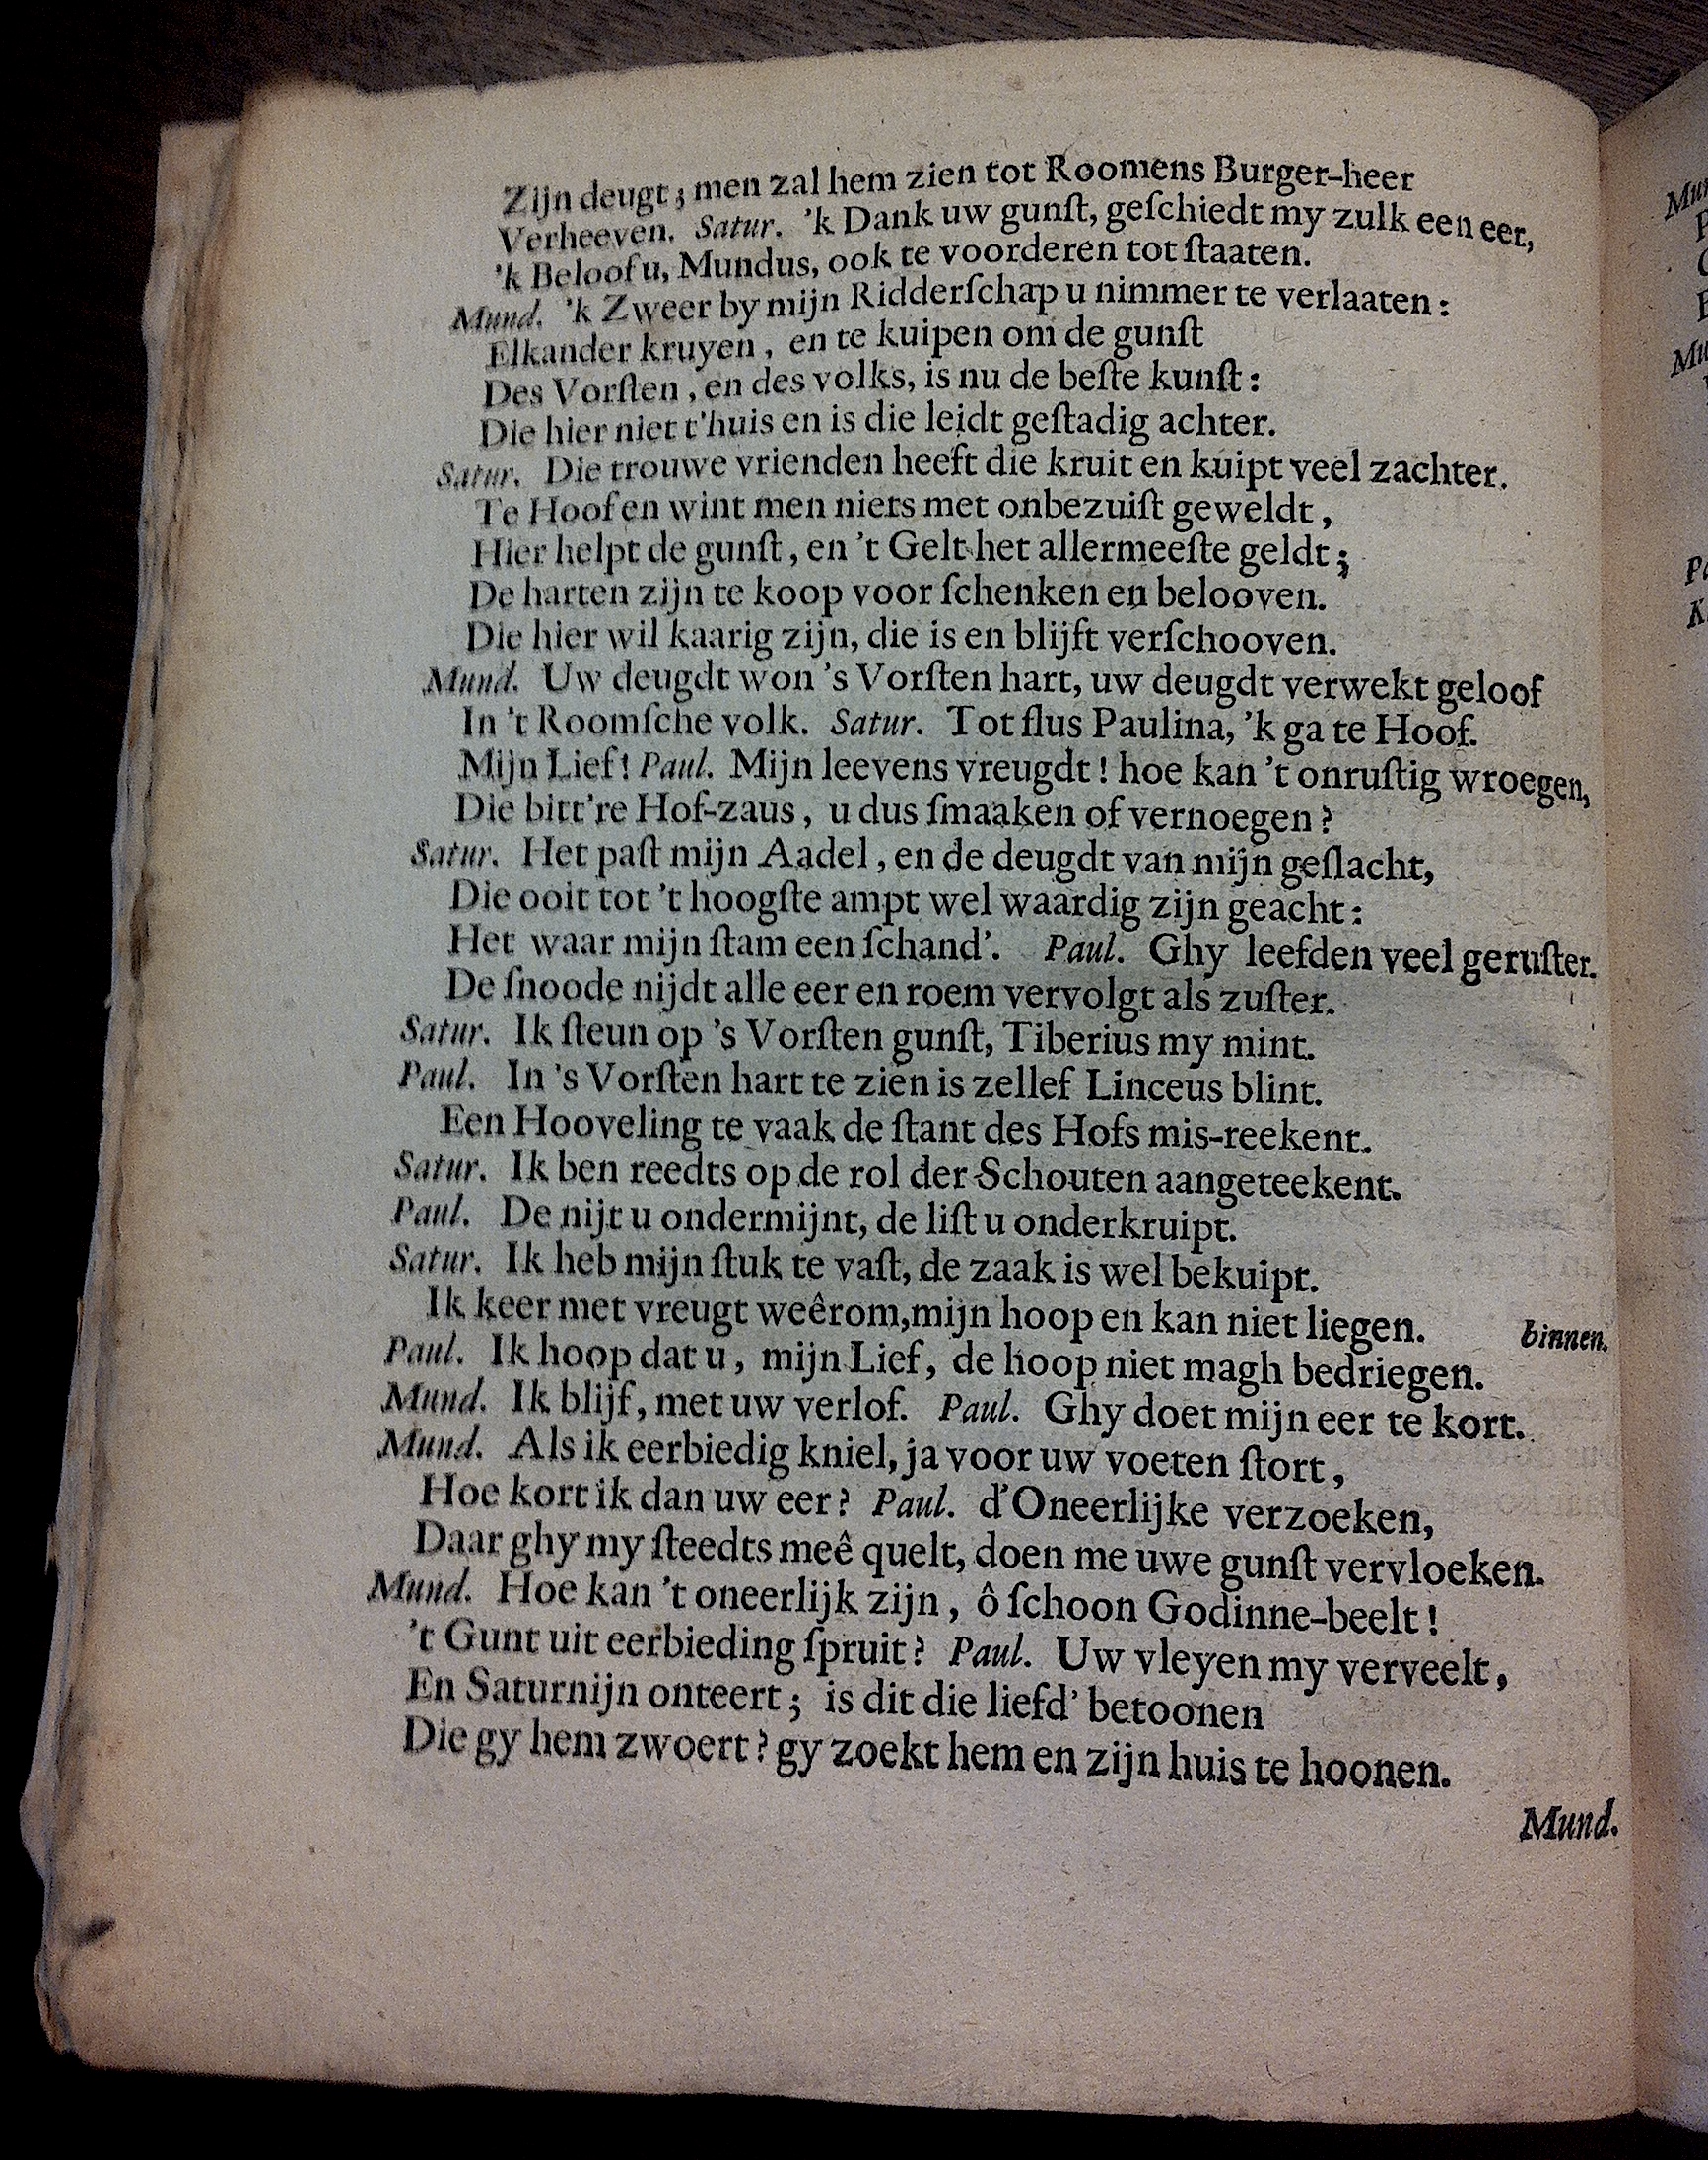 Zijn deugt; men zal hem zien tot Roomens Burger-heer
Verheeven. Satur. 'k Dank uw gunſt, geſchiedt my zulk een eer,
'k Beloof u, Mundus, ook te voorderen tot ſtaaten.
Mund. 'k Zweer by mijn Ridderſchap u nimmer te verlaaten:
Elkander kruyen, en te kuipen om de gunſt
Des Vorſten, en des volks, is nu de beſte kunſt:
Die hier niet t'huis en is die leidt geſtadig achter.
Satur. Die trouwe vrienden heeft die kruit en kuipt veel zachter.
Te Hoof en wint men niets met onbezuiſt geweldt,
Hier helpt de gunſt, en 't Gelt het allermeeſte geldt;
De harten zijn te koop voor ſchenken en belooven.
Die hier wil kaarig zijn, die is en blijft verſchooven.
Mund. Uw deugdt won 's Vorſten hart, uw deugdt verwekt geloof
In 't Roomſche volk. Satur. Tot flus Paulina, 'k ga te Hoof.
Mijn Lief! Paul. Mijn leevens vreugdt! hoe kan 't onruſtig wroegen,
Die bitt're Hof-zaus, u dus ſmaaken of vernoegen?
Satur. Het paſt mijn Aadel, en de deugdt van mijn geſlacht,
Die ooit tot 't hoogſte ampt wel waardig zijn geacht:
Het waar mijn ſtam een ſchand'. Paul. Ghy leefden veel geruſter.
De ſnoode nijdt alle eer en roem vervolgt als zuſter.
Satur. Ik ſteun op 's Vorſten gunſt, Tiberius my mint.
Paul. In 's Vorſten hart te zien is zellef Linceus blint.
Een Hooveling te vaak de ſtant des Hofs mis-reekent.
Satur. Ik ben reedts op de rol der Schouten aangeteekent.
Paul. De nijt u ondermijnt, de liſt u onderkruipt.
Satur. Ik heb mijn ſtuk te vaſt, de zaak is wel bekuipt.
Ik keer met vreugt weêrom, mijn hoop en kan niet liegen. binnen.
Paul. Ik hoop dat u, mijn Lief, de hoop niet magh bedriegen.
Mund. Ik blijf, met uw verlof. Paul. Ghy doet mijn eer te kort.
Mund. Als ik eerbiedig kniel, ja voor uw voeten ſtort,
Hoe kort ik dan uw eer? Paul. d'Oneerlijke verzoeken,
Daar ghy my ſteedts meê quelt, doen me uwe gunſt vervloeken.
Mund. Hoe kan 't oneerlijk zijn, ô ſchoon Godinne-beelt!
't Gunt uit eerbieding ſpruit? Paul. Uw vleyen my verveelt,
En Saturnijn onteert; is dit die liefd' betoonen
Die gy hem zwoert? gy zoekt hem en zijn huis te hoonen.
Mund.